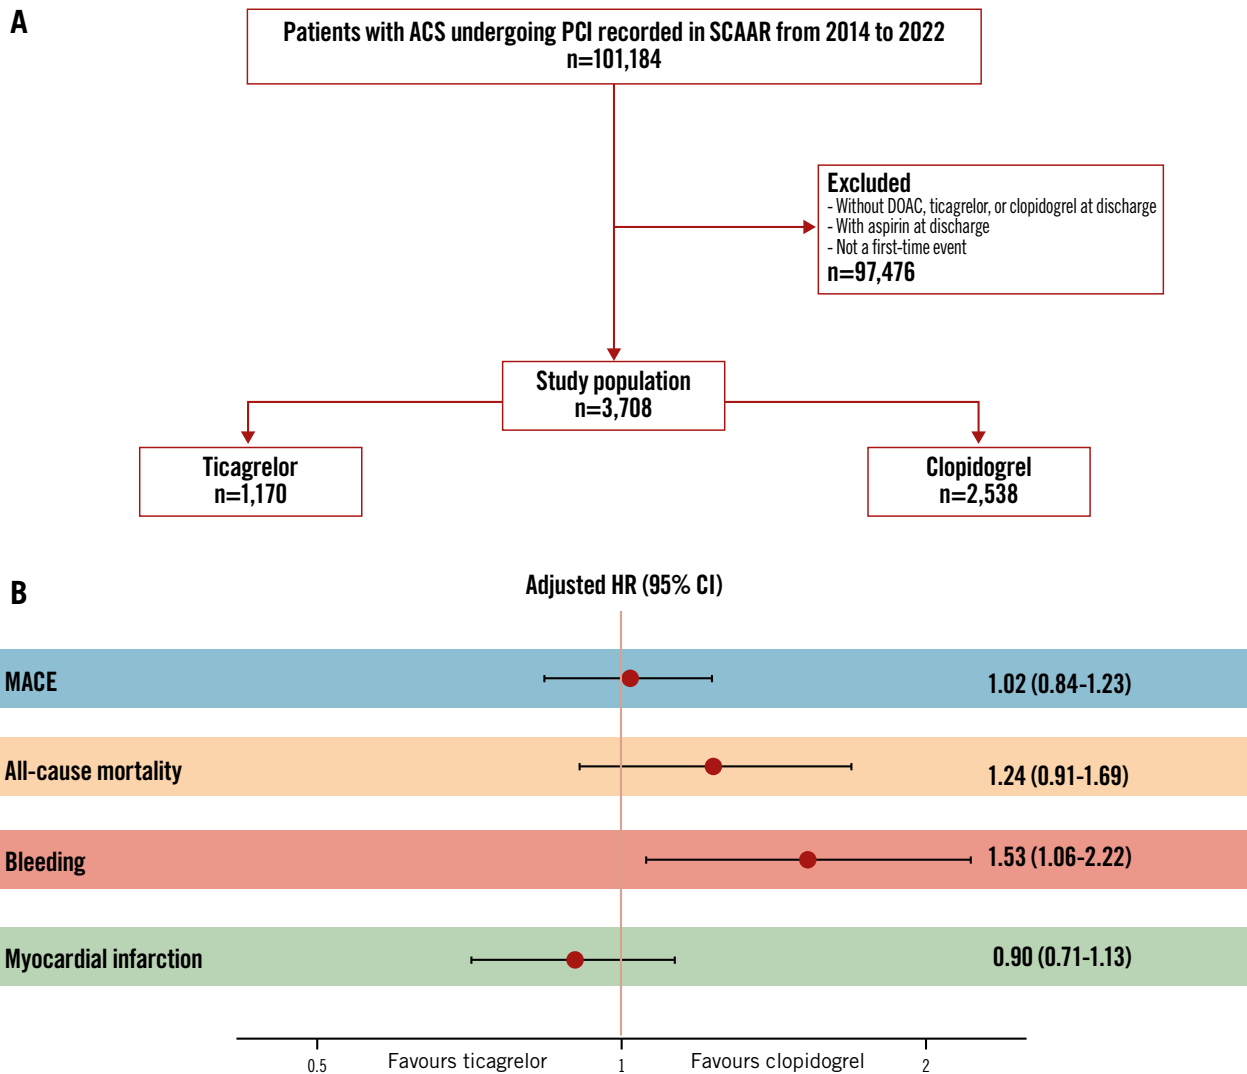 A
Patients with ACS undergoing PCI recorded in SCAAR from 2014 to 2022
n=101,184
Excluded
- Without DOAC, ticagrelor, or clopidogrel at discharge
- With aspirin at discharge
- Not a first-time event
n=97,476
Study population
n=3,708
Ticagrelor
n=1,170
Clopidogrel
n=2,538
B
Adjusted HR (95% CI)
MACE
1.02 (0.84-1.23)
All-cause mortality
1.24 (0.91-1.69)
Bleeding
1.53 (1.06-2.22)
Myocardial infarction
0.90 (0.71-1.13)
0.5 Favours ticagrelor 1 Favours clopidogrel 2